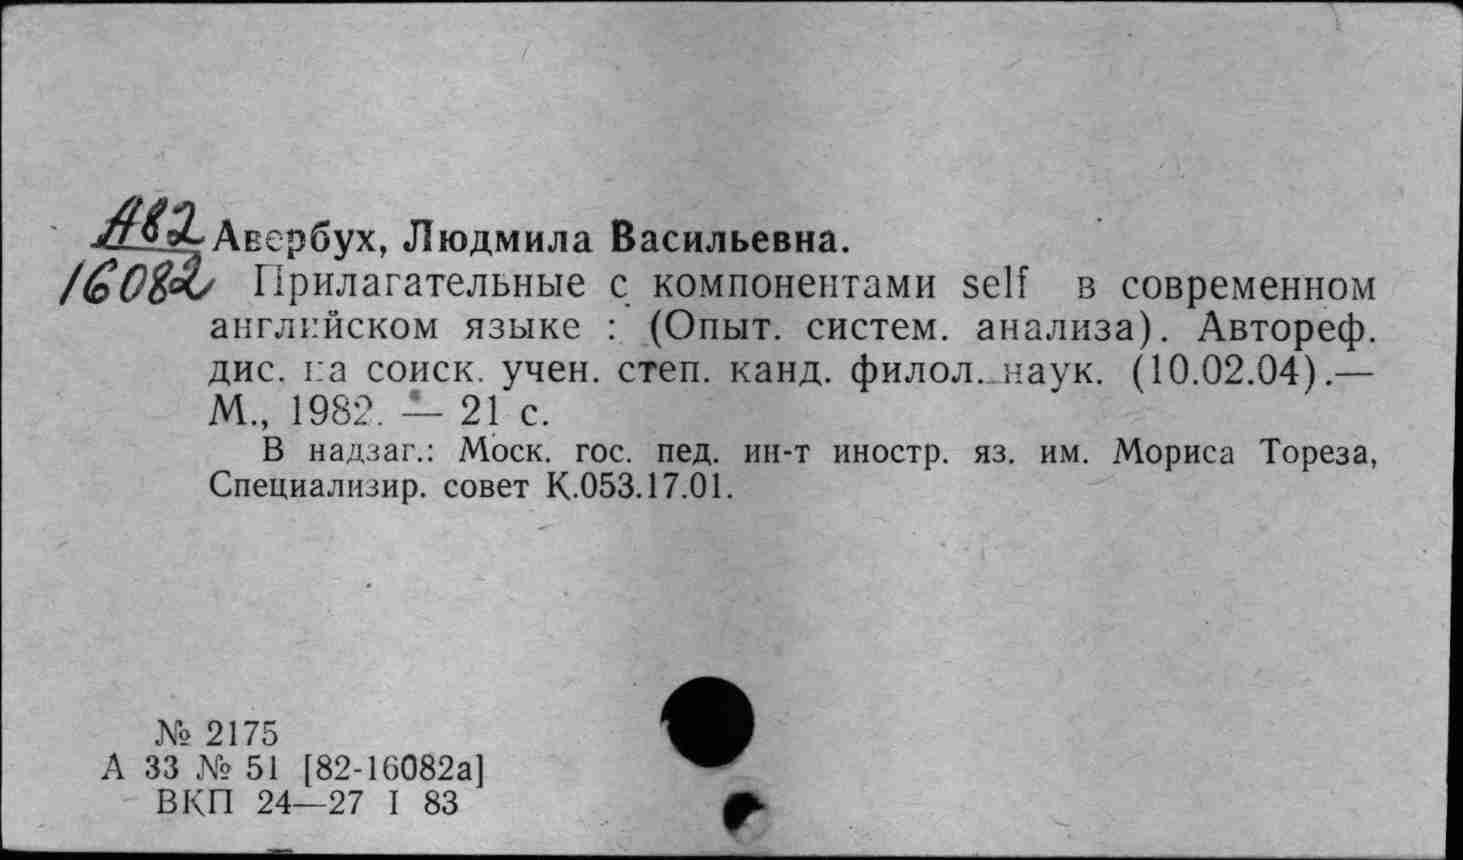 А82 Авербух, Людмила Васильевна.
16082 Прилагательные с компонентами self в современном
английском языке : (Опыт. систем. анализа). Автореф.
дис. на соиск. учен. степ. канд. филол. наук. (10.02.04).—
М., 1982. — 21 с.
В надзаг.: Моск. гос. пед. ин-т иностр. яз. им. Мориса Тореза,
Специализир. совет К.053.17.01.
№ 2175
А 33 № 51 [82-16082а]
ВКП 24—27 I 83